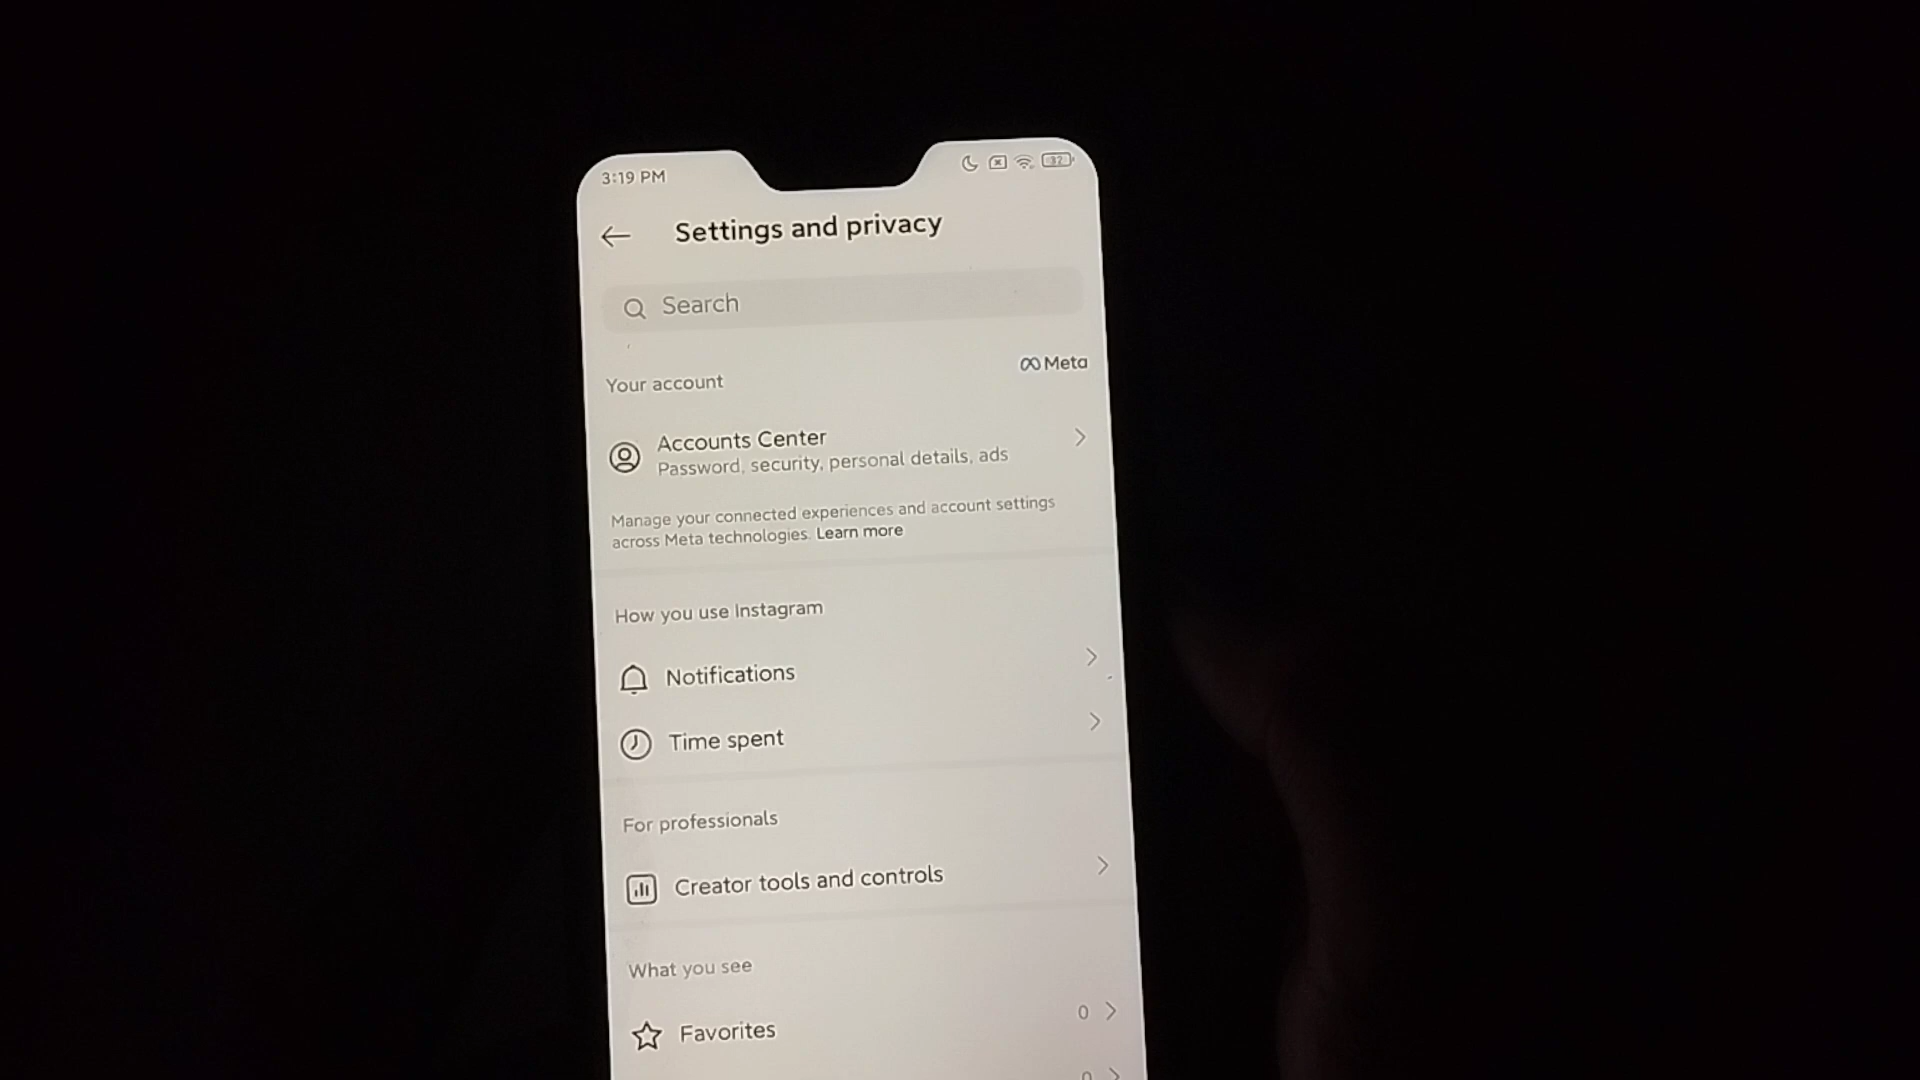 3:19 PM
32
Settings and privacy
Search
Your account
Meta
Accounts Center
Password, security, personal details, ads
Manage your connected experiences and account settings
across Meta technologies. Learn more
How you use Instagram
Notifications
Time spent
For professionals
Creator tools and controls
What you see
Favorites
0
0